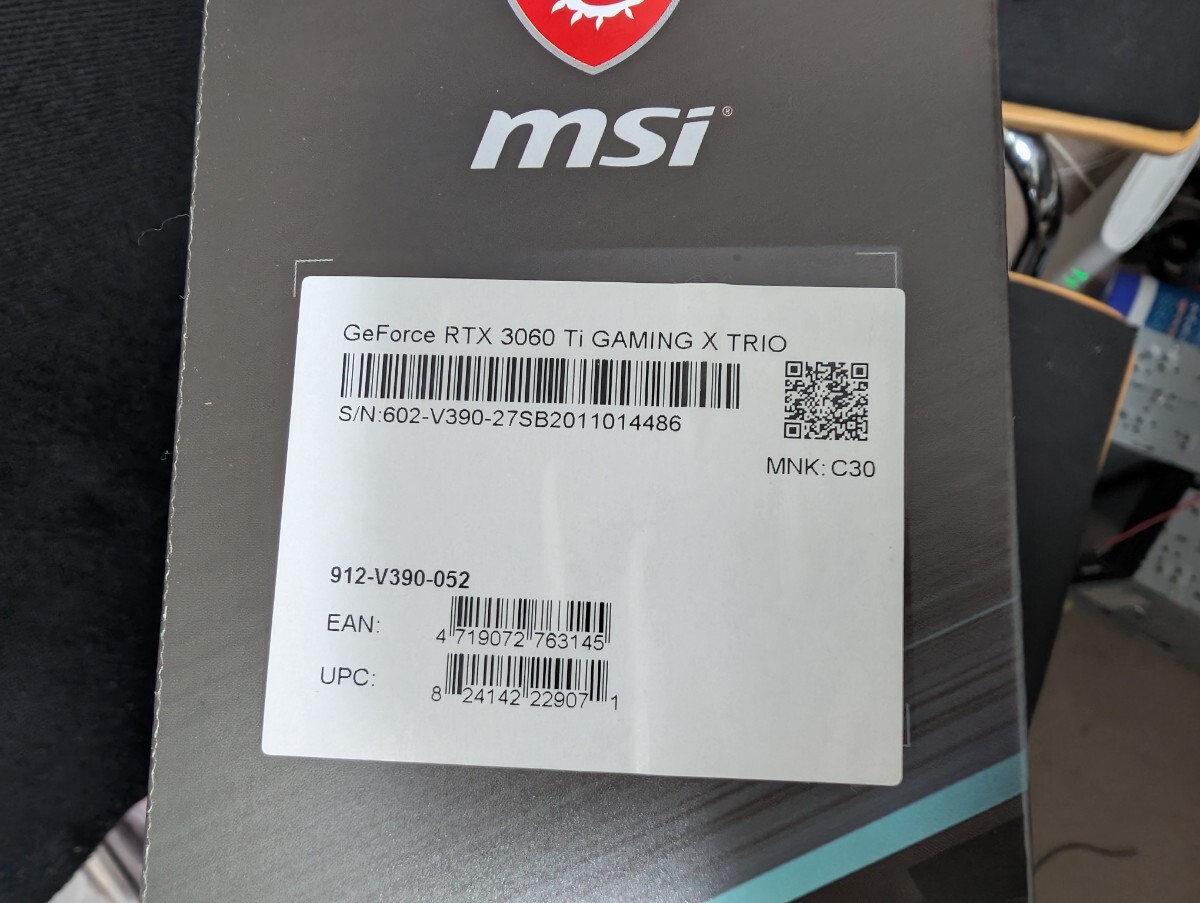 msi®
GeForce RTX 3060 Ti GAMING X TRIO
S/N:602-V390-27SB2011014486
MNK: C30
912-V390-052
EAN: 4 719072 763145
UPC: 8 24142 22907 1